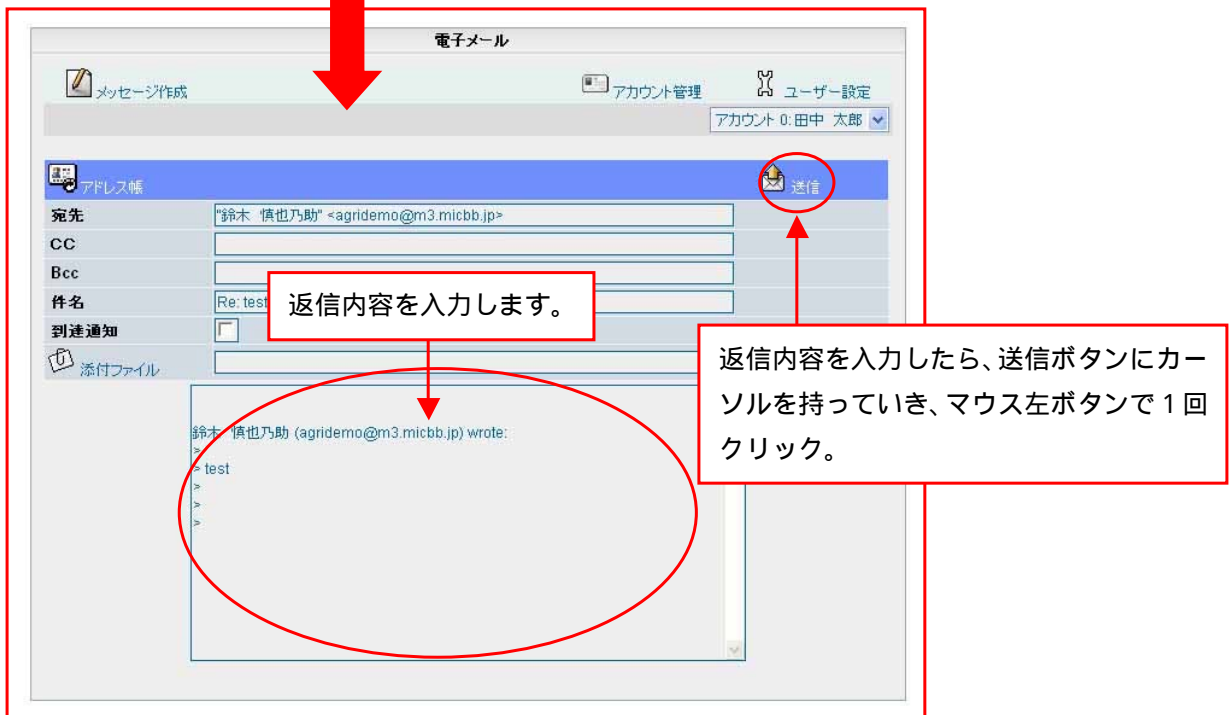 電子メール
メッセージ作成
アカウント管理
ユーザー設定
アカウント 0:田中 太郎
アドレス帳
送信
宛先
"鈴木 慎也乃助" <agridemo@m3.micbb.jp>
CC
Bcc
件名
Re: test
返信内容を入力します。
到達通知
添付ファイル
返信内容を入力したら、送信ボタンにカー
ソルを持っていき、マウス左ボタンで1回
クリック。
鈴木 慎也乃助 (agridemo@m3.micbb.jp) wrote:
>
> test
>
>
>